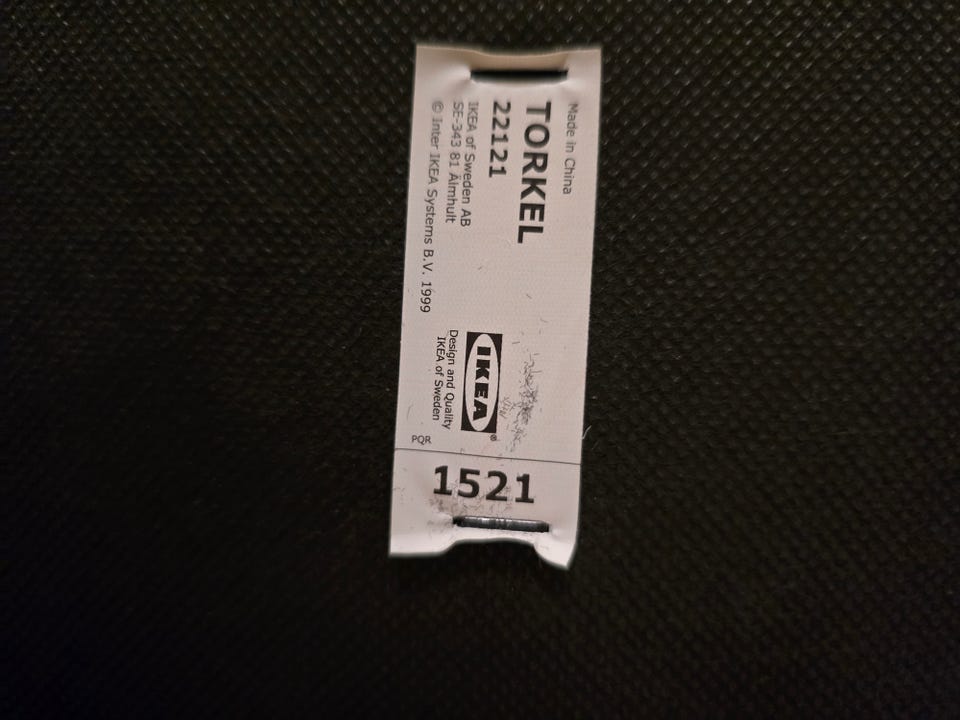 Made in China
TORKEL
22121
IKEA of Sweden AB
SE-343 81 Älmhult
© Inter IKEA Systems B.V. 1999
IKEA®
Design and Quality
IKEA of Sweden
PQR
1521